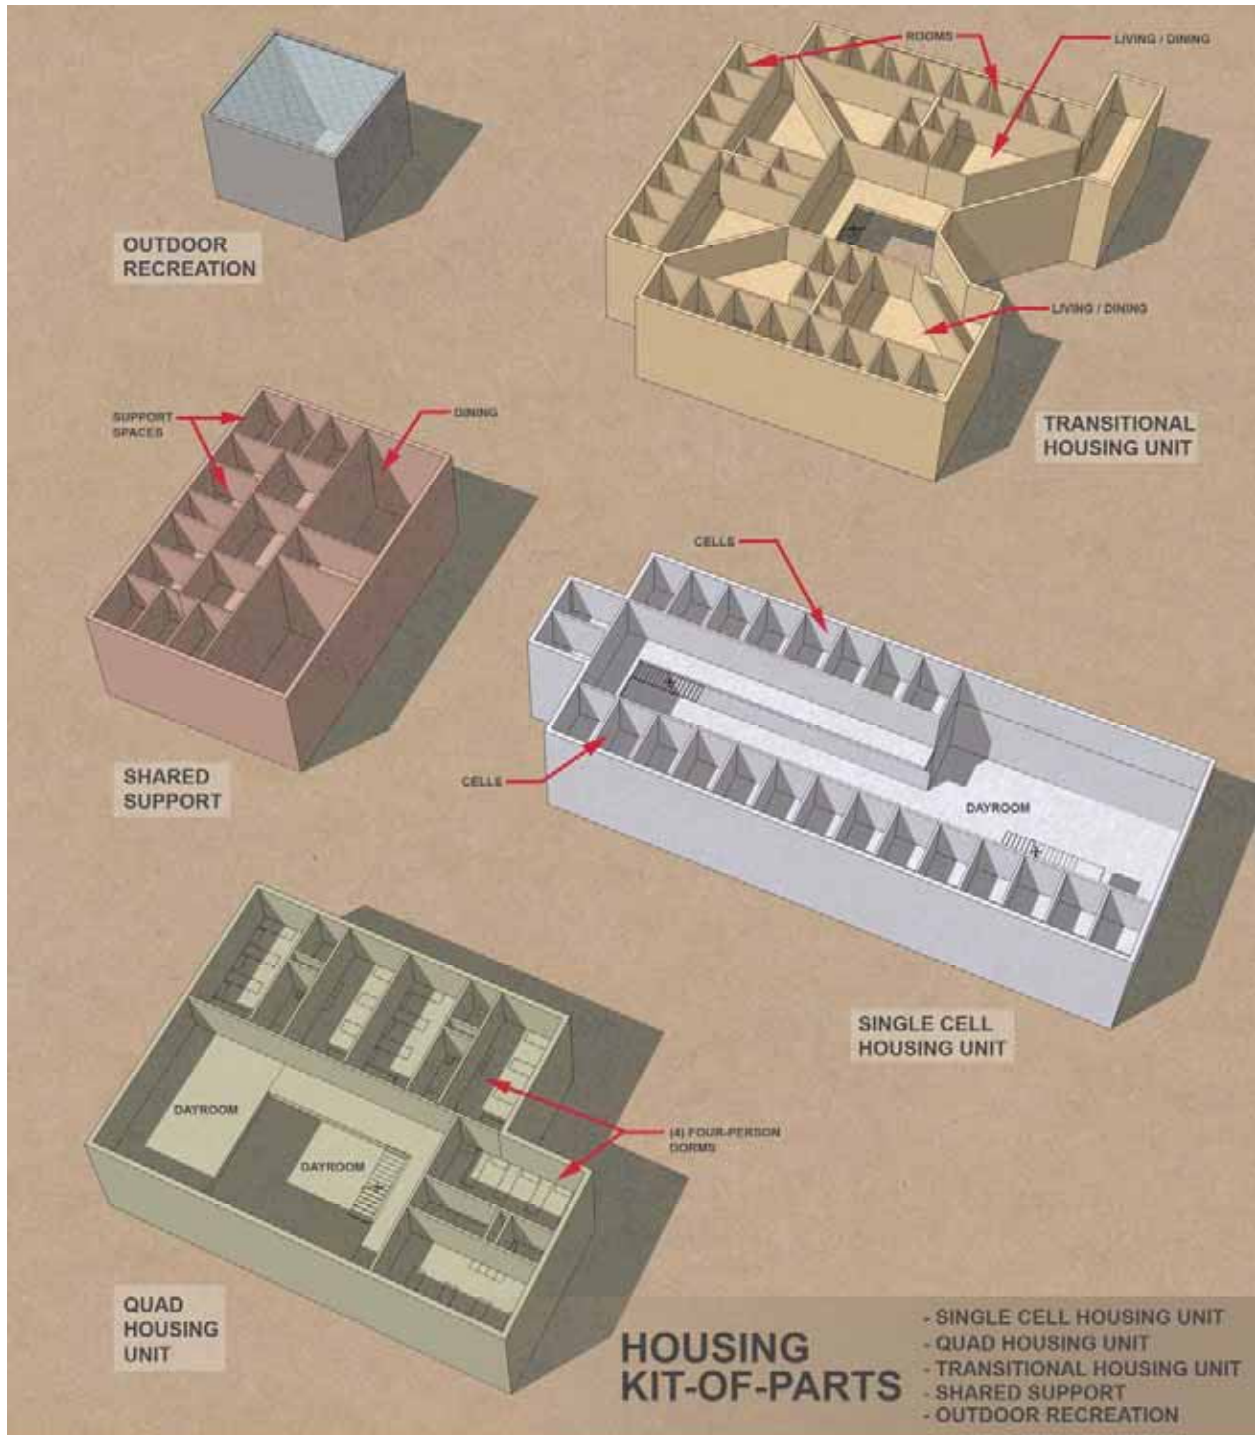 ROOMS
LIVING / DINING
OUTDOOR
RECREATION
LIVING / DINING
TRANSITIONAL
HOUSING UNIT
SUPPORT
SPACES
DINING
SHARED
SUPPORT
CELLS
CELLS
DAYROOM
SINGLE CELL
HOUSING UNIT
DAYROOM
DAYROOM
(4) FOUR-PERSON
DORMS
QUAD
HOUSING
UNIT
HOUSING
KIT-OF-PARTS
- SINGLE CELL HOUSING UNIT
- QUAD HOUSING UNIT
- TRANSITIONAL HOUSING UNIT
- SHARED SUPPORT
- OUTDOOR RECREATION